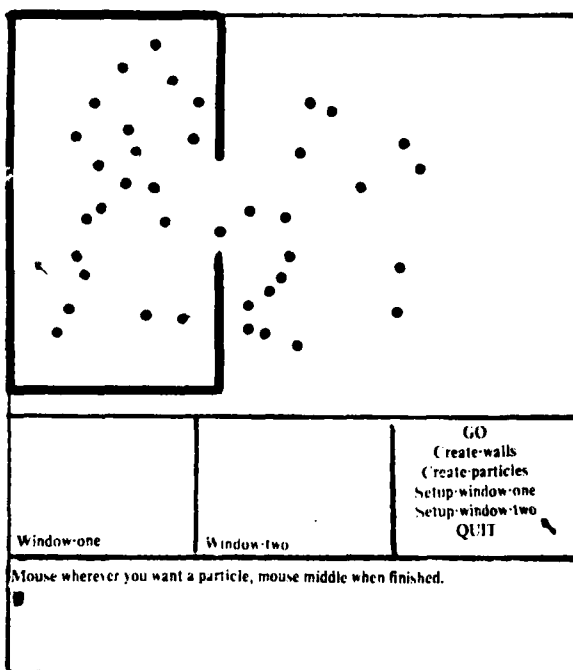 GO
Create-walls
Create-particles
Setup-window-one
Setup-window-two
QUIT
Window-one
Window-two
Mouse wherever you want a particle, mouse middle when finished.